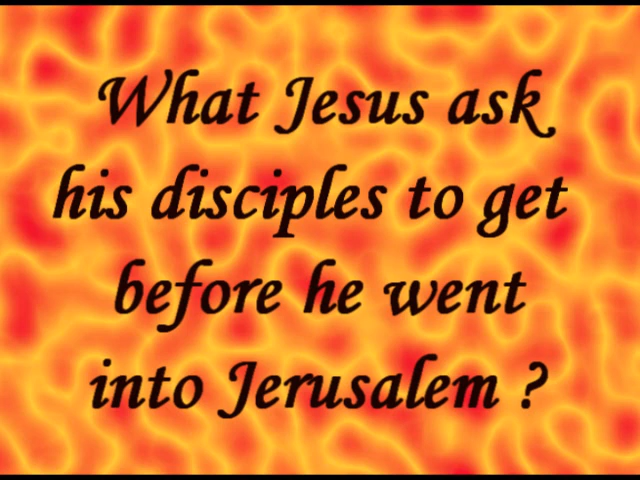 What Jesus ask
his disciples to get
before he went
into Jerusalem ?